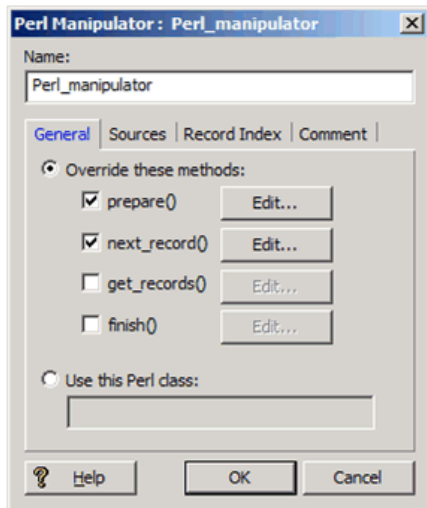 Perl Manipulator : Perl_manipulator
Name:
Perl_manipulator
General Sources Record Index Comment
Override these methods:
prepare() Edit...
next_record() Edit...
get_records() Edit...
finish() Edit...
Use this Perl class:
? Help OK Cancel